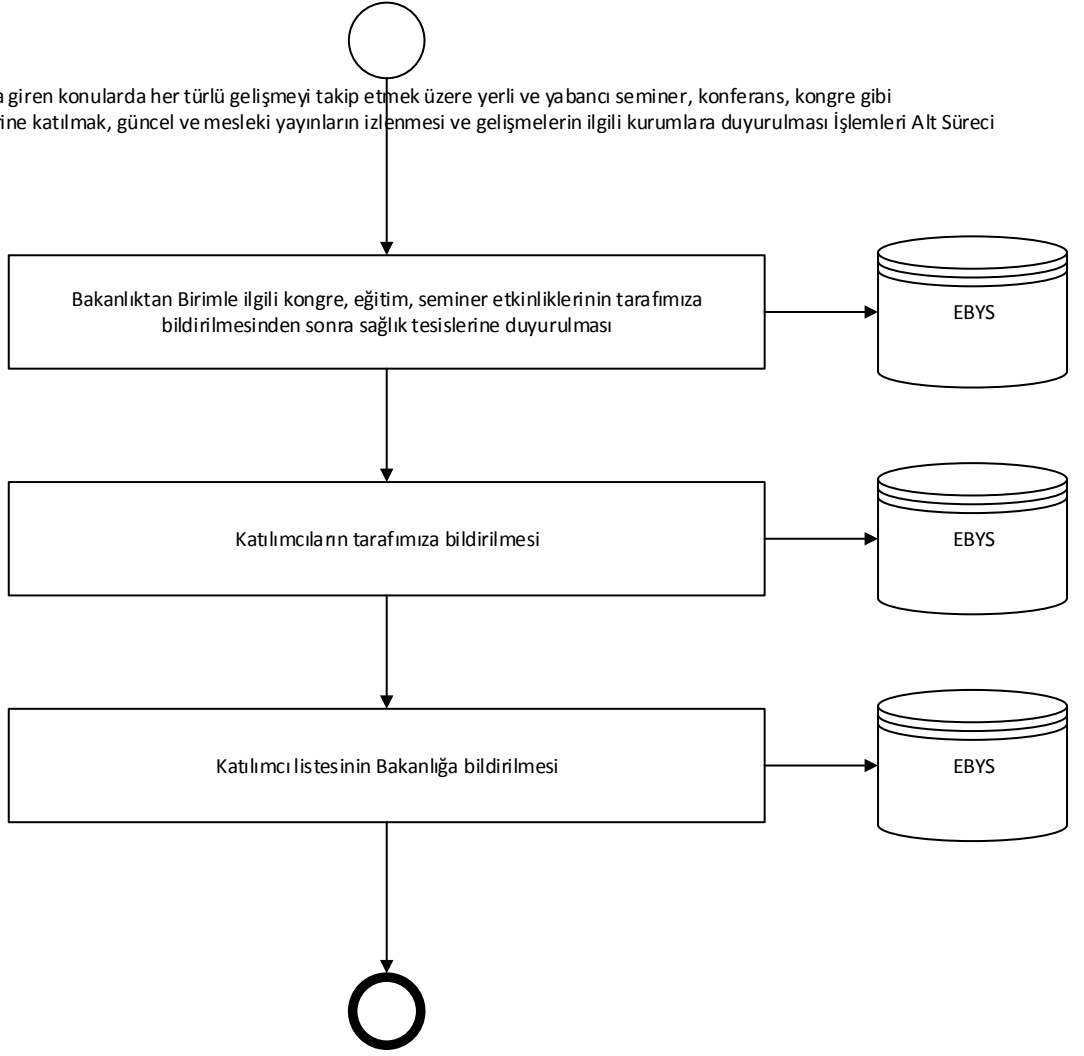 giren konularda her türlü gelişmeyi takip etmek üzere yerli ve yabancı seminer, konferans, kongre gibi
katılmak, güncel ve mesleki yayınların izlenmesi ve gelişmelerin ilgili kurumlara duyurulması İşlemleri Alt Süreci
Bakanlıktan Birimle ilgili kongre, eğitim, seminer etkinliklerinin tarafımıza
bildirilmesinden sonra sağlık tesislerine duyurulması
EBYS
Katılımcıların tarafımıza bildirilmesi
EBYS
Katılımcı listesinin Bakanlığa bildirilmesi
EBYS